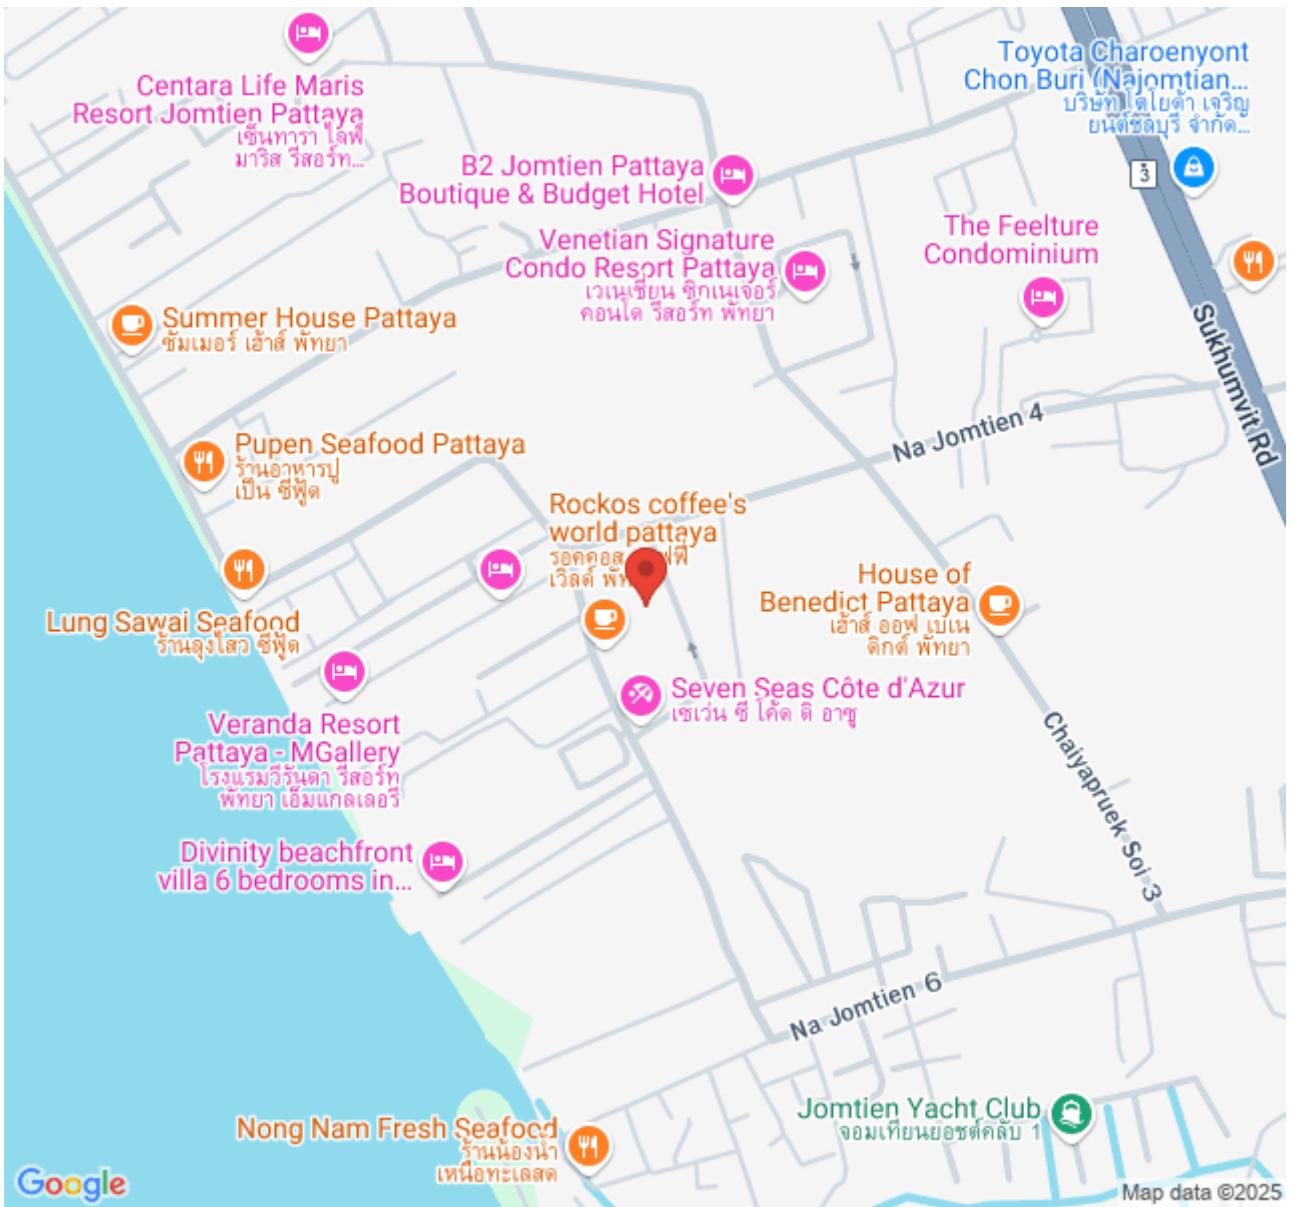 Centara Life Maris
Resort Jomtien Pattaya
เซ็นทารา ไลฟ์
มาริส รีสอร์ท...
Toyota Charoenyont
Chon Buri (Najomtian...
บริษัท โตโยต้า เจริญ
ยนต์ชลบุรี จำกัด...
3
B2 Jomtien Pattaya
Boutique & Budget Hotel
Venetian Signature
Condo Resort Pattaya
เวเนเชี่ยน ซิกเนเจอร์
คอนโด รีสอร์ท พัทยา
The Feelture
Condominium
Summer House Pattaya
ซัมเมอร์ เฮ้าส์ พัทยา
Sukhumvit Rd
Na Jomtien 4
Pupen Seafood Pattaya
ร้านอาหารปู
เป็น ซีฟู้ด
Rockos coffee's
world pattaya
รอคคอส
เวิลด์
House of
Benedict Pattaya
เฮ้าส์ ออฟ เบเน
ดิกต์ พัทยา
Lung Sawai Seafood
ร้านลุงไสว ซีฟู้ด
Seven Seas Côte d'Azur
เซเว่น ซี โค้ด ดิ อาซู
Veranda Resort
Pattaya - MGallery
โรงแรมวีรันดา รีสอร์ท
พัทยา เอ็มแกลเลอรี
Chaiyapruek Soi 3
Divinity beachfront
villa 6 bedrooms in...
Na Jomtien 6
Jomtien Yacht Club
จอมเทียนยอชต์คลับ 1
Nong Nam Fresh Seafood
ร้านน้องน้ำ
เหนือทะเลสด
Google
Map data ©2025